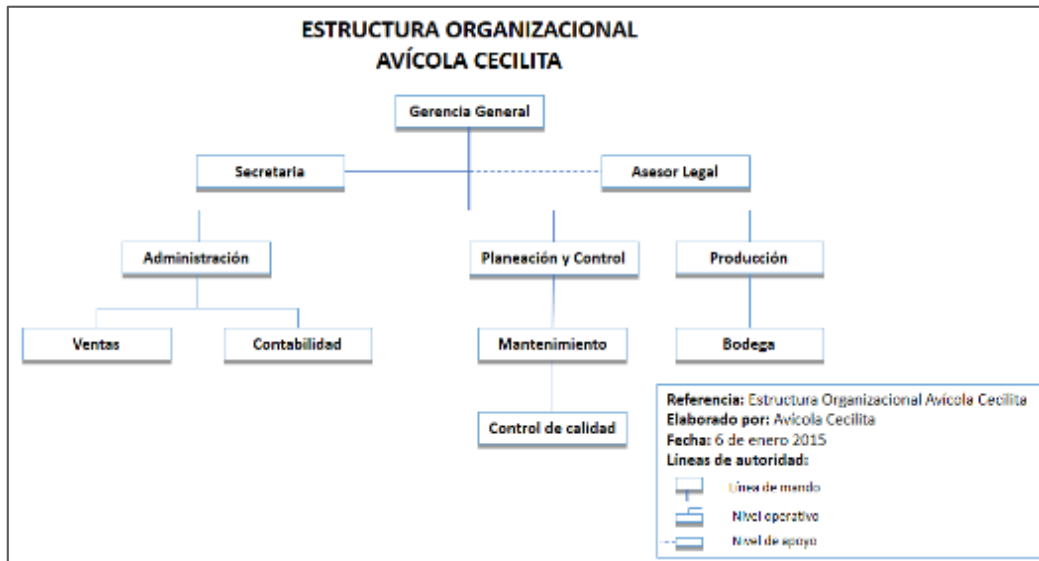 ESTRUCTURA ORGANIZACIONAL
AVÍCOLA CECILITA
Gerencia General
Secretaria
Asesor Legal
Administración
Planeación y Control
Producción
Ventas
Contabilidad
Mantenimiento
Bodega
Control de calidad
Referencia: Estructura Organizacional Avícola Cecilita
Elaborado por: Avícola Cecilita
Fecha: 6 de enero 2015
Líneas de autoridad:
Línea de mando
Nivel operativo
Nivel de apoyo